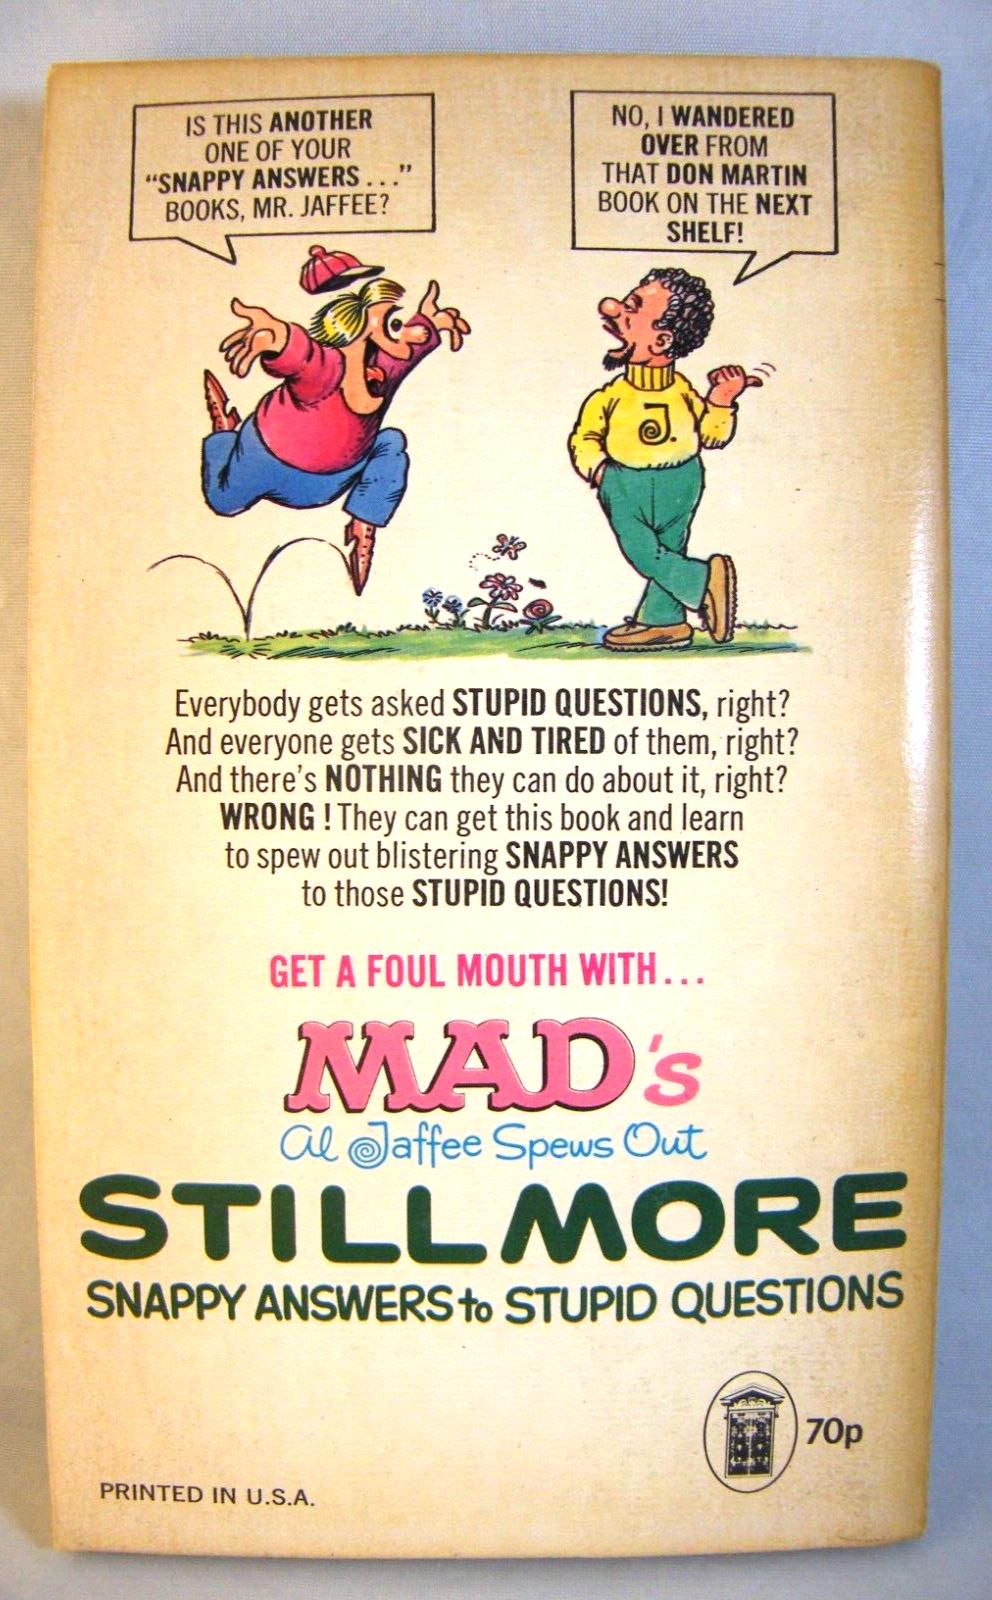 IS THIS ANOTHER
ONE OF YOUR
“SNAPPY ANSWERS...”
BOOKS, MR. JAFFEE?
NO, I WANDERED
OVER FROM
THAT DON MARTIN
BOOK ON THE NEXT
SHELF!
J.
Everybody gets asked STUPID QUESTIONS, right?
And everyone gets SICK AND TIRED of them, right?
And there's NOTHING they can do about it, right?
WRONG ! They can get this book and learn
to spew out blistering SNAPPY ANSWERS
to those STUPID QUESTIONS!
GET A FOUL MOUTH WITH...
MAD's
Al Jaffee Spews Out
STILL MORE
SNAPPY ANSWERS to STUPID QUESTIONS
70p
PRINTED IN U.S.A.